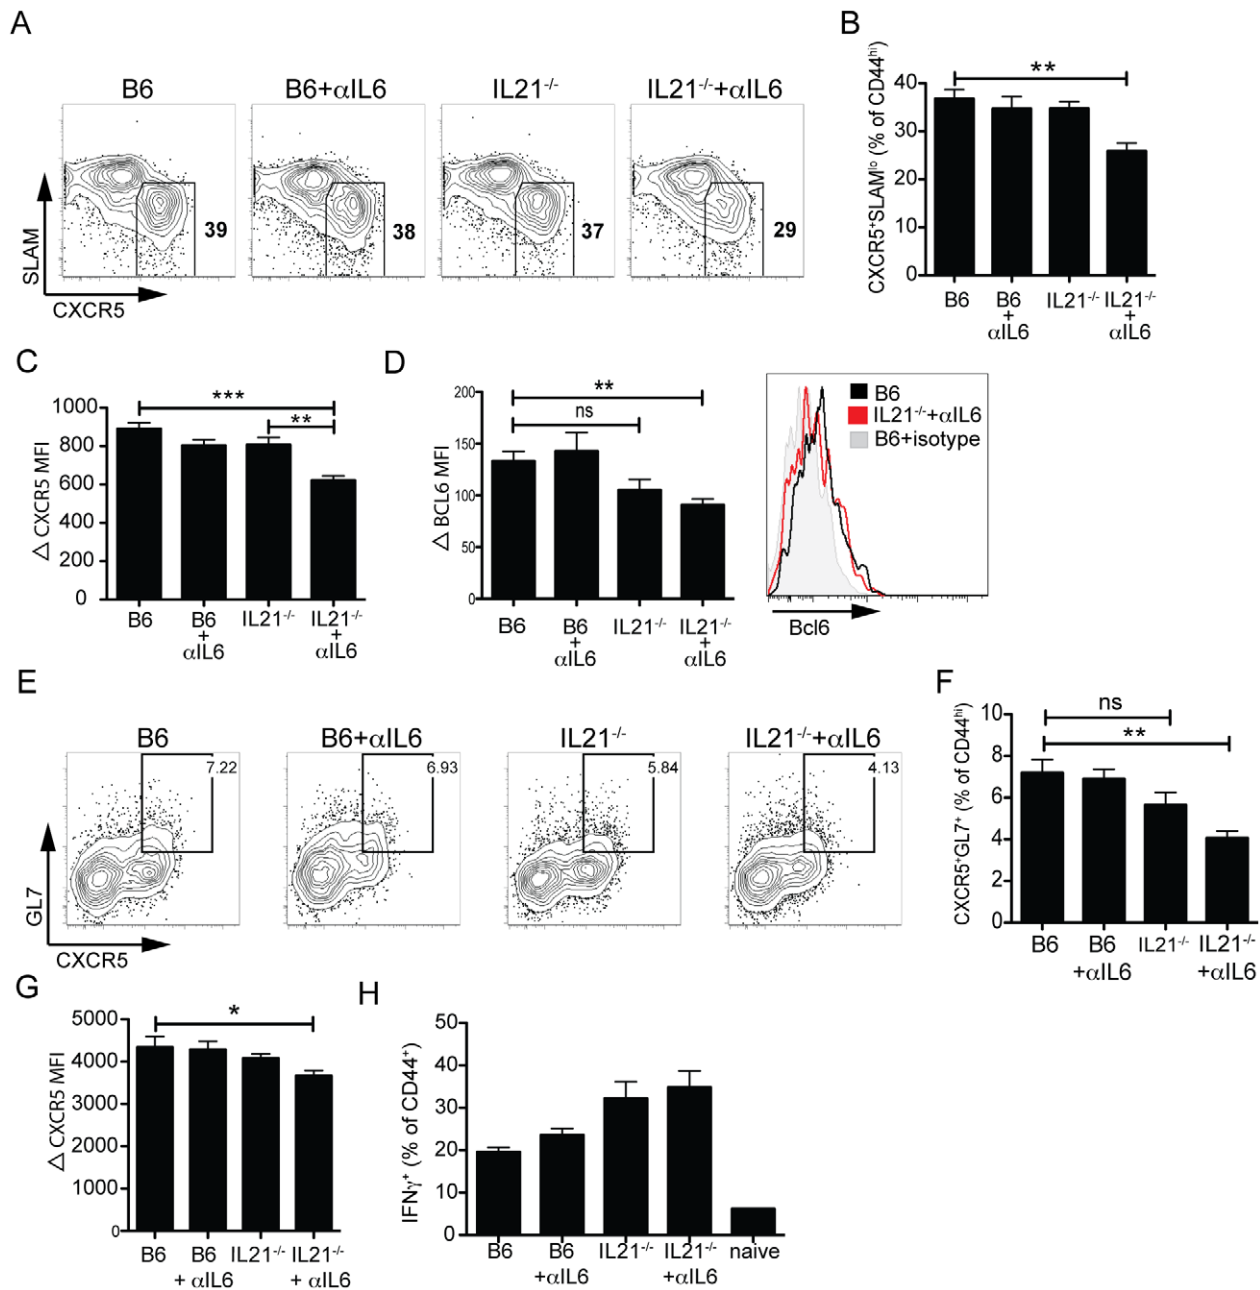 A
B6
B6+αIL6
IL21-/-
IL21-/-+αIL6
39
38
37
29
SLAM
CXCR5
B
**
CXCR5+SLAMlo (% of CD44hi)
40
30
20
10
0
B6
B6 + αIL6
IL21-/-
IL21-/- + αIL6
C
***
**
△ CXCR5 MFI
1000
800
600
400
200
0
B6
B6 + αIL6
IL21-/-
IL21-/- + αIL6
D
**
ns
△ BCL6 MFI
200
150
100
50
0
B6
B6 + αIL6
IL21-/-
IL21-/- + αIL6
B6
IL21-/-+αIL6
B6+isotype
Bcl6
E
B6
B6+αIL6
IL21-/-
IL21-/-+αIL6
7.22
6.93
5.84
4.13
GL7
CXCR5
F
ns
**
CXCR5+GL7+ (% of CD44hi)
10
8
6
4
2
0
B6
B6 +αIL6
IL21-/-
IL21-/- +αIL6
G
*
△ CXCR5 MFI
5000
4000
3000
2000
1000
0
B6
B6 + αIL6
IL21-/-
IL21-/- + αIL6
H
IFNγ+ (% of CD44+)
50
40
30
20
10
0
B6
B6 +αIL6
IL21-/-
IL21-/- +αIL6
naive